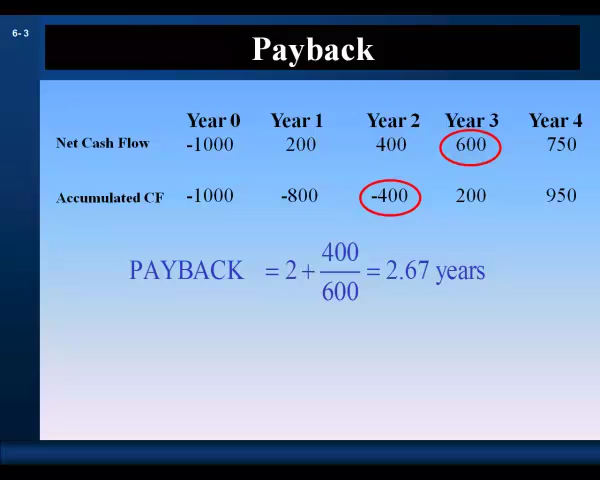 6- 3
Payback
Year 0 Year 1 Year 2 Year 3 Year 4
Net Cash Flow -1000 200 400 600 750
Accumulated CF -1000 -800 -400 200 950
PAYBACK = 2 + 400/600 = 2.67 years